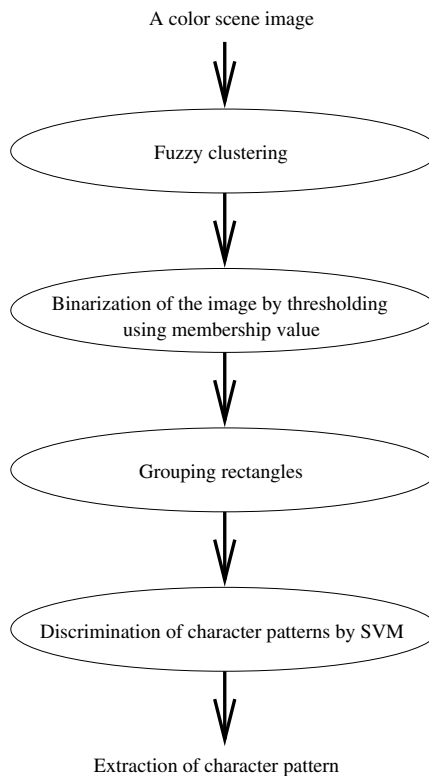 A color scene image
Fuzzy clustering
Binarization of the image by thresholding
using membership value
Grouping rectangles
Discrimination of character patterns by SVM
Extraction of character pattern